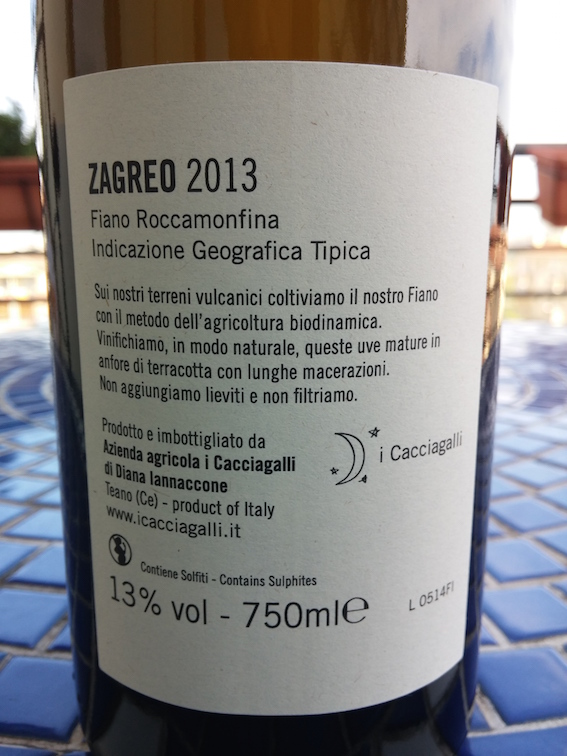 ZAGREO 2013
Fiano Roccamonfina
Indicazione Geografica Tipica
Sui nostri terreni vulcanici coltiviamo il nostro Fiano
con il metodo dell'agricoltura biodinamica.
Vinifichiamo, in modo naturale, queste uve mature in
anfore di terracotta con lunghe macerazioni.
Non aggiungiamo lieviti e non filtriamo.
Prodotto e imbottigliato da
Azienda agricola i Cacciagalli
di Diana Iannaccone
Teano (Ce) - product of Italy
www.icacciagalli.it
i Cacciagalli
Contiene Solfiti - Contains Sulphites
13% vol - 750ml℮
L 0514FI